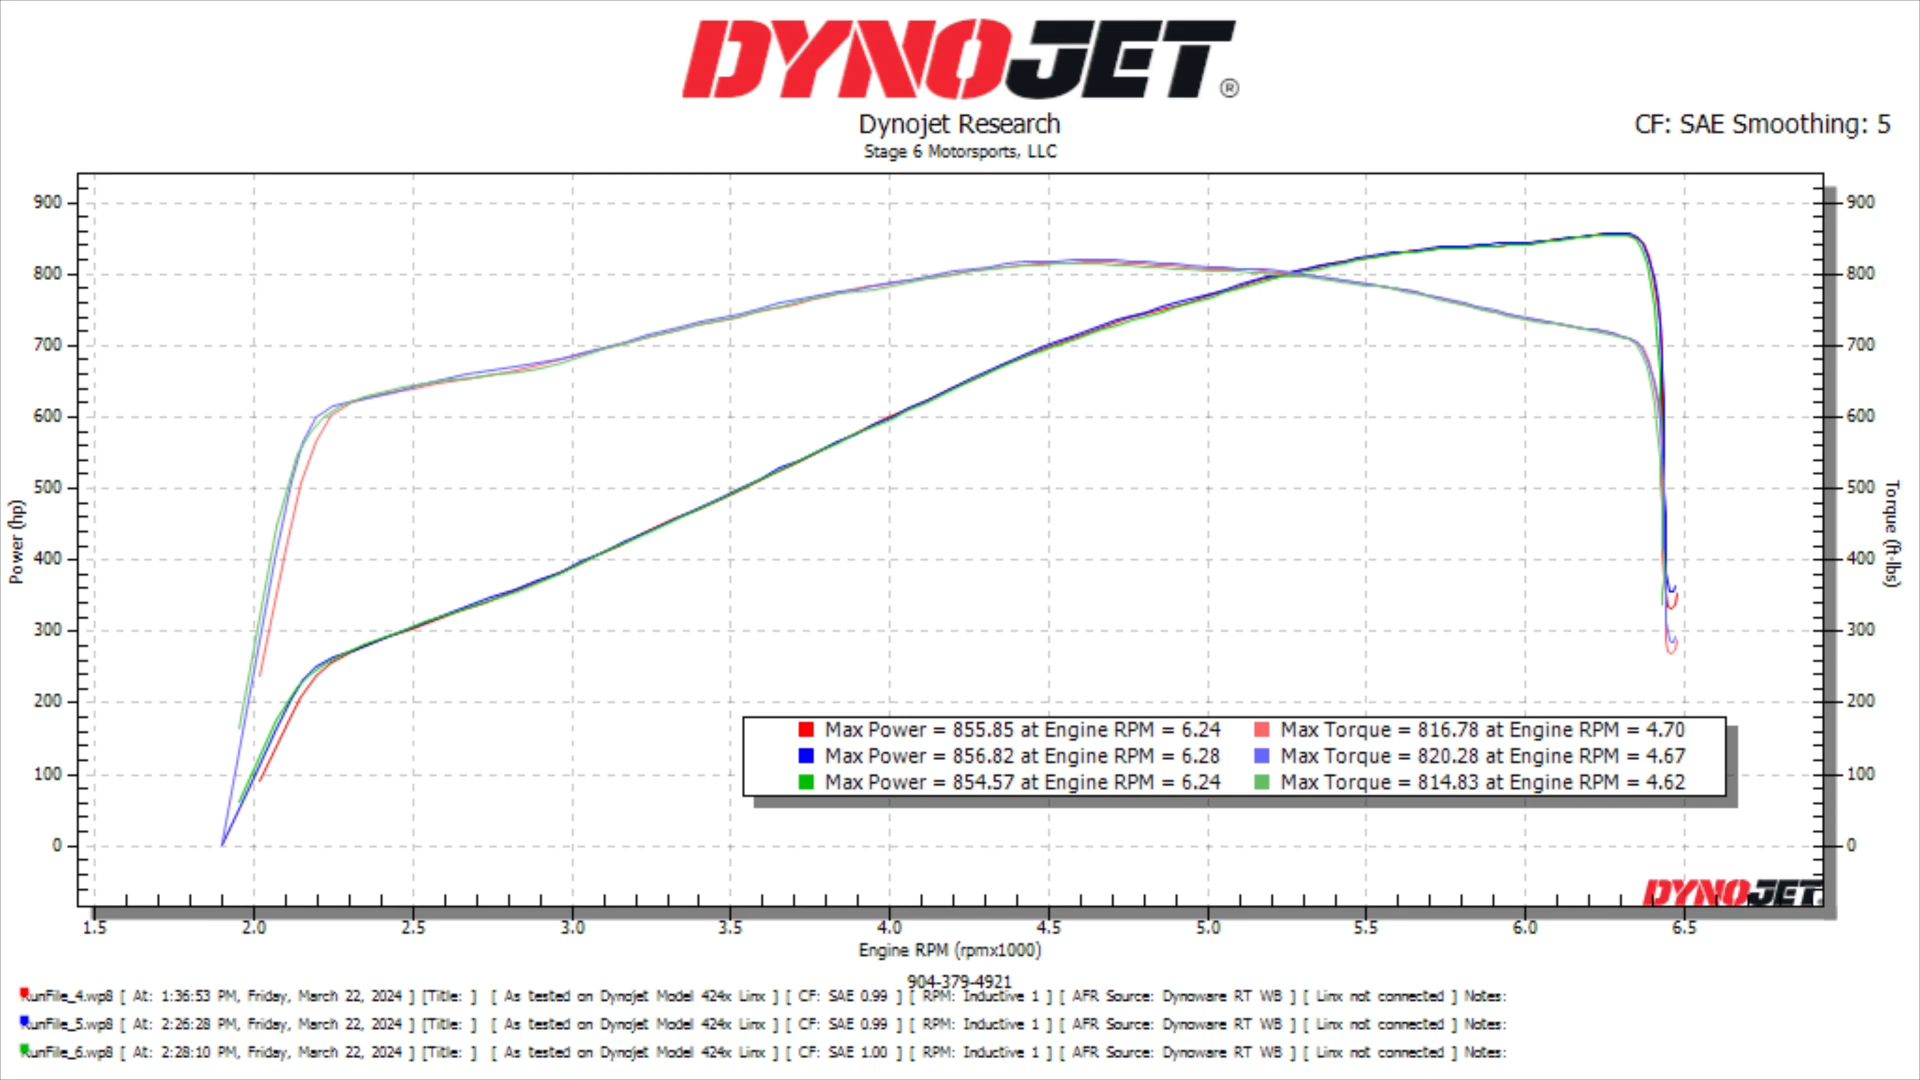 DYNOJET®
Dynojet Research
CF: SAE Smoothing: 5
Stage 6 Motorsports, LLC
900
800
700
600
500
400
300
200
100
0
Power (hp)
900
800
700
600
500
400
300
200
100
0
Torque (ft-lbs)
Max Power = 855.85 at Engine RPM = 6.24 Max Torque = 816.78 at Engine RPM = 4.70
Max Power = 856.82 at Engine RPM = 6.28 Max Torque = 820.28 at Engine RPM = 4.67
Max Power = 854.57 at Engine RPM = 6.24 Max Torque = 814.83 at Engine RPM = 4.62
DYNOJET
1.5 2.0 2.5 3.0 3.5 4.0 4.5 5.0 5.5 6.0 6.5
Engine RPM (rpmx1000)
904-379-4921
RunFile_4.wp8 [ At: 1:36:53 PM, Friday, March 22, 2024 ] [Title: ] [ As tested on Dynojet Model 424x Linx ] [ CF: SAE 0.99 ] [ RPM: Inductive 1 ] [ AFR Source: Dynoware RT WB ] [ Linx not connected ] Notes:
RunFile_5.wp8 [ At: 2:26:28 PM, Friday, March 22, 2024 ] [Title: ] [ As tested on Dynojet Model 424x Linx ] [ CF: SAE 0.99 ] [ RPM: Inductive 1 ] [ AFR Source: Dynoware RT WB ] [ Linx not connected ] Notes:
RunFile_6.wp8 [ At: 2:28:10 PM, Friday, March 22, 2024 ] [Title: ] [ As tested on Dynojet Model 424x Linx ] [ CF: SAE 1.00 ] [ RPM: Inductive 1 ] [ AFR Source: Dynoware RT WB ] [ Linx not connected ] Notes: